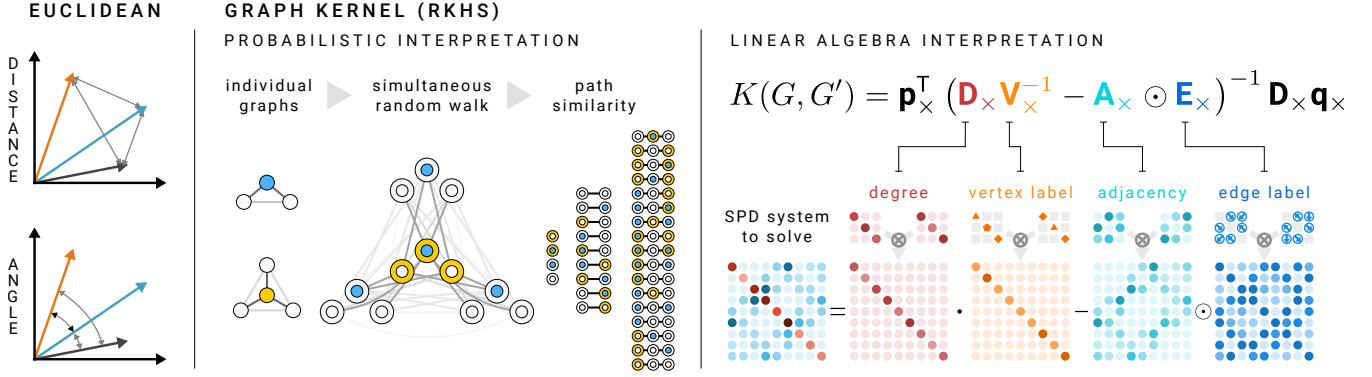 EUCLIDEAN
DISTANCE
ANGLE
GRAPH KERNEL (RKHS)
PROBABILISTIC INTERPRETATION
individual graphs
simultaneous random walk
path similarity
LINEAR ALGEBRA INTERPRETATION
K(G, G′) = p×ᵀ (D× V×⁻¹ − A× ⊙ E×)⁻¹ D× q×
degree
vertex label
adjacency
edge label
SPD system
to solve
= · − ⊙